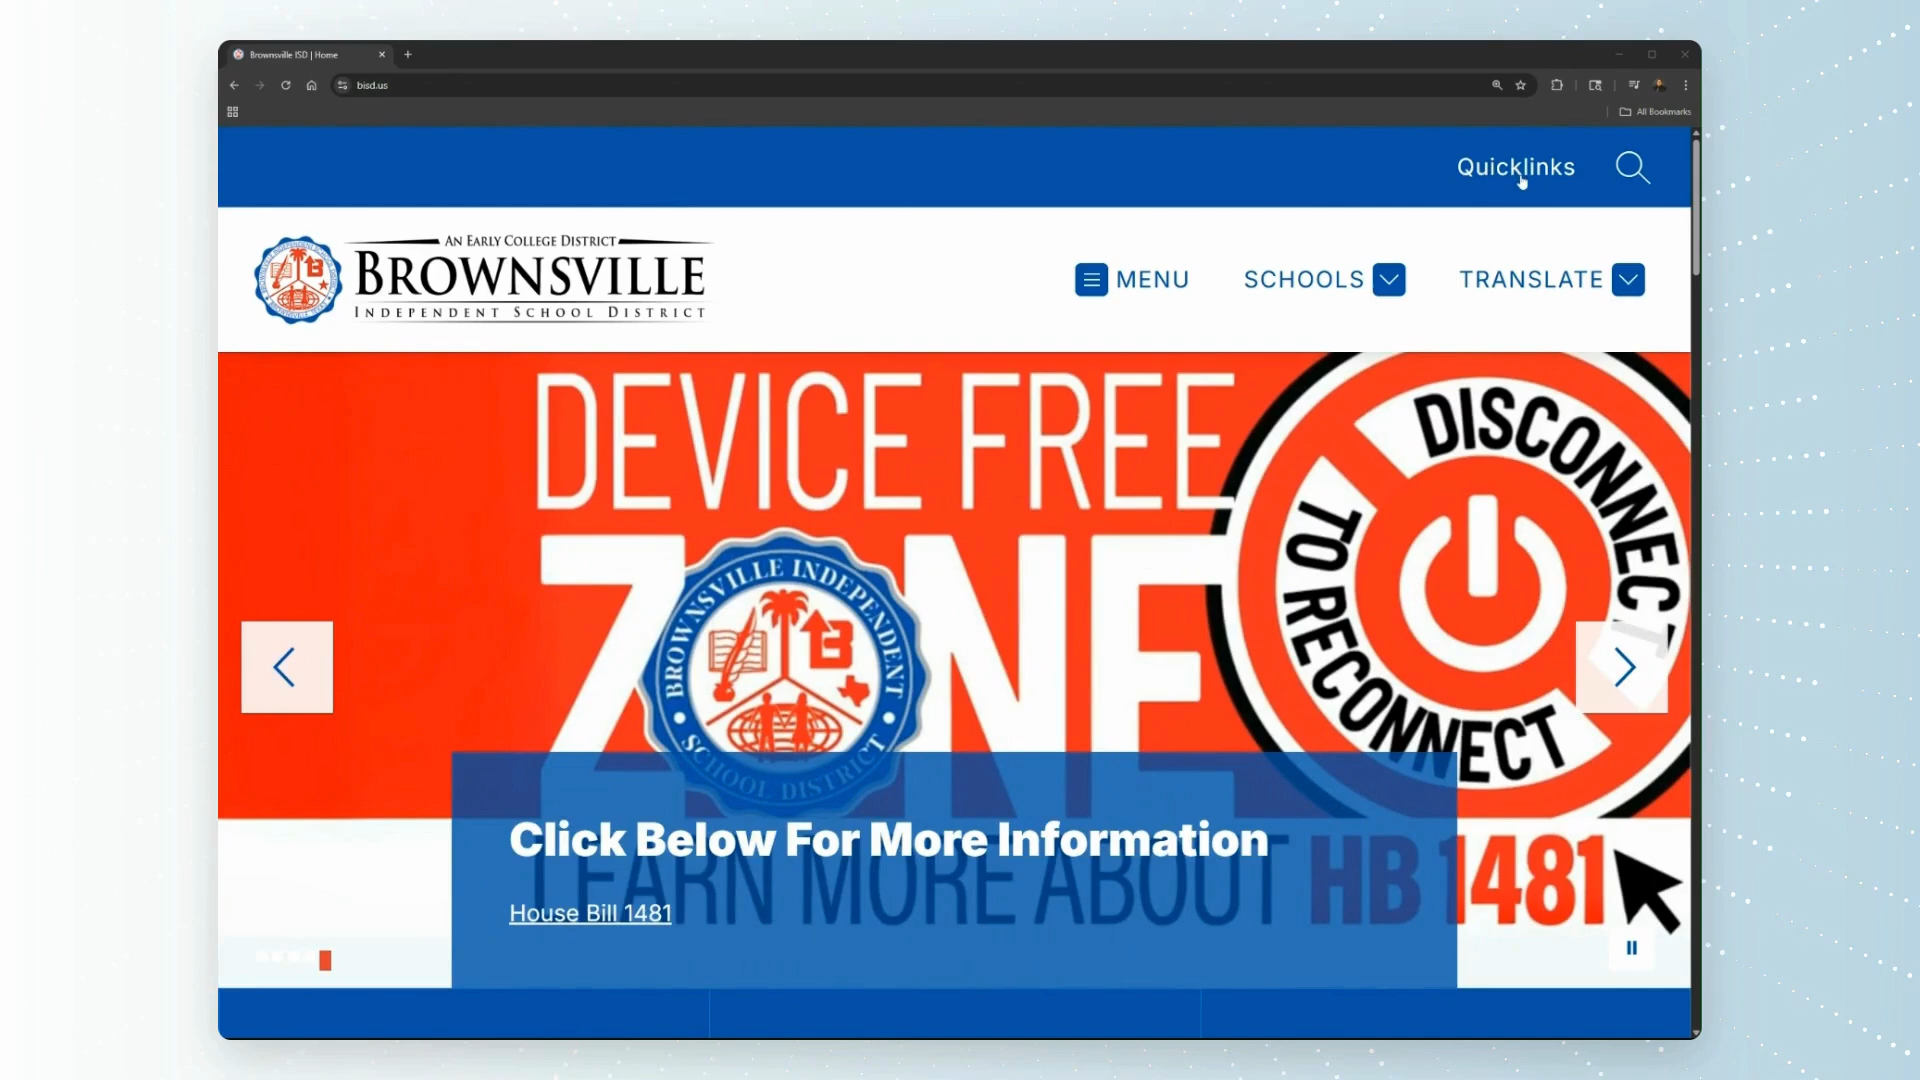 Brownsville ISD | Home
bisd.us
All Bookmarks
Quicklinks
AN EARLY COLLEGE DISTRICT
BROWNSVILLE
INDEPENDENT SCHOOL DISTRICT
MENU
SCHOOLS
TRANSLATE
DEVICE FREE
ZONE
BROWNSVILLE INDEPENDENT
SCHOOL DISTRICT
DISCONNECT
TO RECONNECT
Click Below For More Information
LEARN MORE ABOUT HB 1481
House Bill 1481